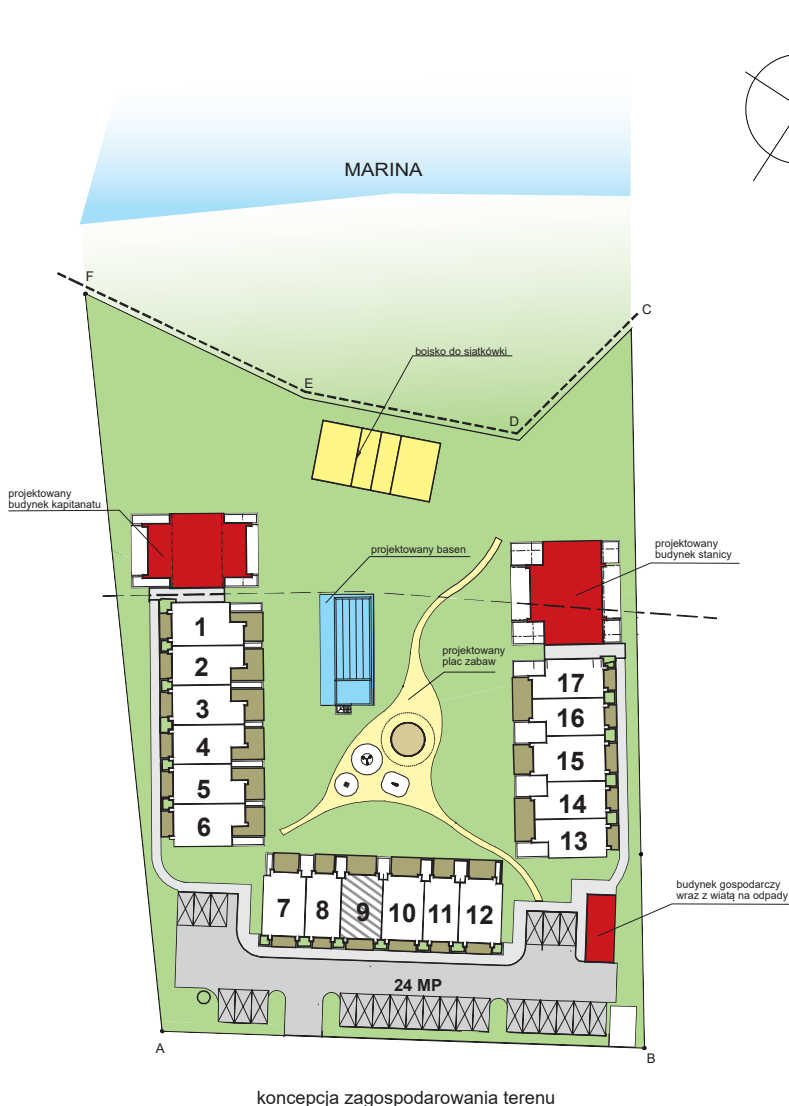 MARINA
F
C
boisko do siatkówki
E
D
projektowany
budynek kapitanatu
projektowany basen
projektowany
budynek stanicy
projektowany
plac zabaw
1
2
3
4
5
6
17
16
15
14
13
7
8
9
10
11
12
budynek gospodarczy
wraz z wiatą na odpady
24 MP
A
B
koncepcja zagospodarowania terenu